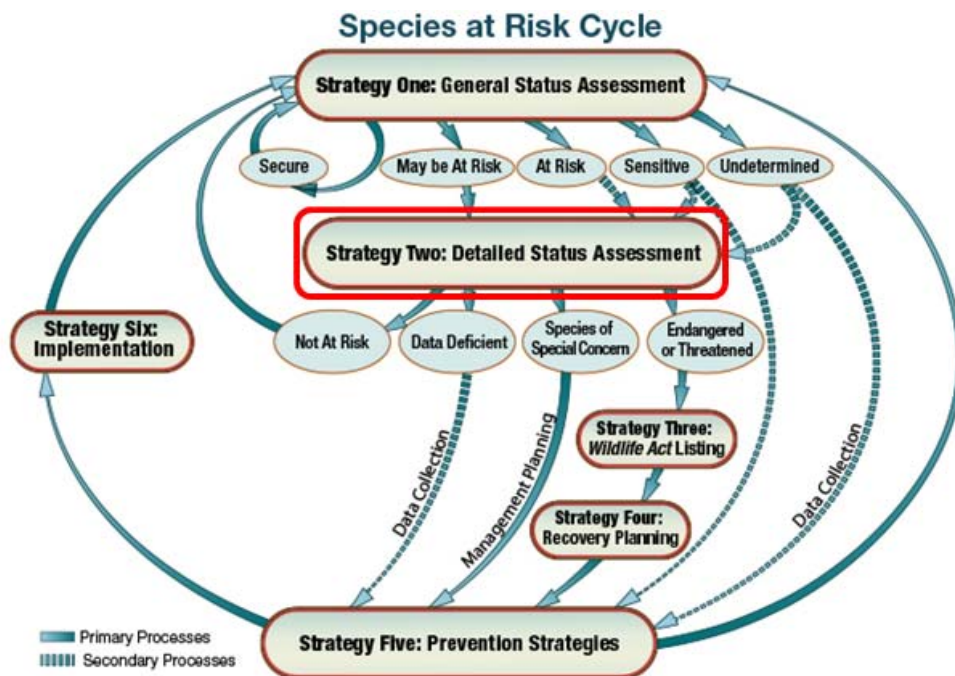 Species at Risk Cycle
Strategy One: General Status Assessment
Secure
May be At Risk
At Risk
Sensitive
Undetermined
Strategy Two: Detailed Status Assessment
Strategy Six:
Implementation
Not At Risk
Data Deficient
Species of
Special Concern
Endangered
or Threatened
Strategy Three:
Wildlife Act Listing
Strategy Four:
Recovery Planning
Data Collection
Management Planning
Data Collection
Strategy Five: Prevention Strategies
Primary Processes
Secondary Processes